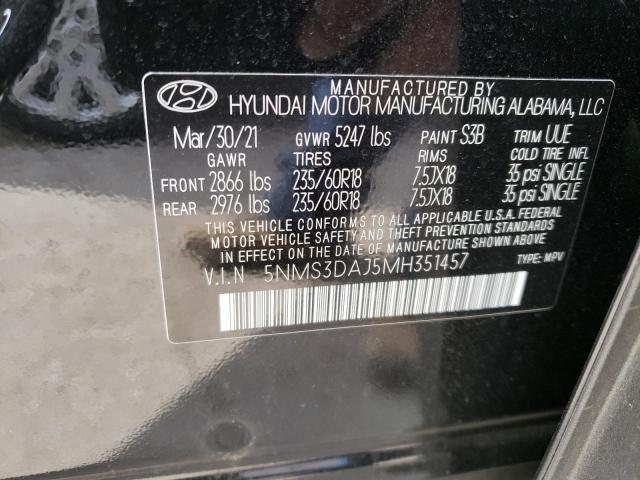 MANUFACTURED BY
HYUNDAI MOTOR MANUFACTURING ALABAMA, LLC
Mar/30/21 GVWR 5247 lbs PAINT S3B TRIM UUE
GAWR TIRES RIMS COLD TIRE INFL
FRONT 2866 lbs 235/60R18 7.5JX18 35 psi SINGLE
REAR 2976 lbs 235/60R18 7.5JX18 35 psi SINGLE
THIS VEHICLE CONFORMS TO ALL APPLICABLE U.S.A. FEDERAL
MOTOR VEHICLE SAFETY AND THEFT PREVENTION STANDARDS
IN EFFECT ON THE DATE OF MANUFACTURE SHOWN ABOVE.
V.I.N 5NMS3DAJ5MH351457 TYPE: MPV